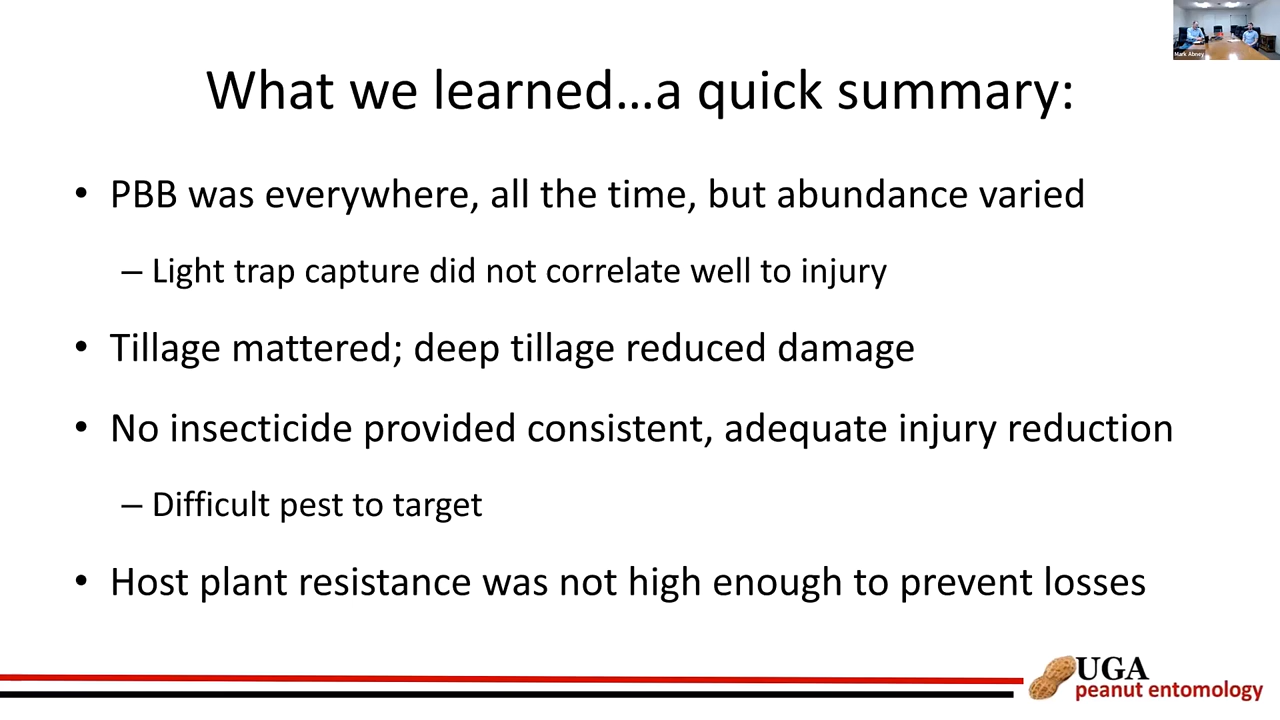 Mark Abney
What we learned...a quick summary:
• PBB was everywhere, all the time, but abundance varied
– Light trap capture did not correlate well to injury
• Tillage mattered; deep tillage reduced damage
• No insecticide provided consistent, adequate injury reduction
– Difficult pest to target
• Host plant resistance was not high enough to prevent losses
UGA
peanut entomology